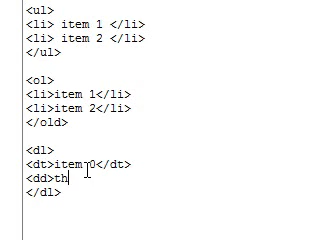 <ul>
<li> item 1 </li>
<li> item 2 </li>
</ul>
<ol>
<li>item 1</li>
<li>item 2</li>
</old>
<dl>
<dt>item 0</dt>
<dd>th
</dl>